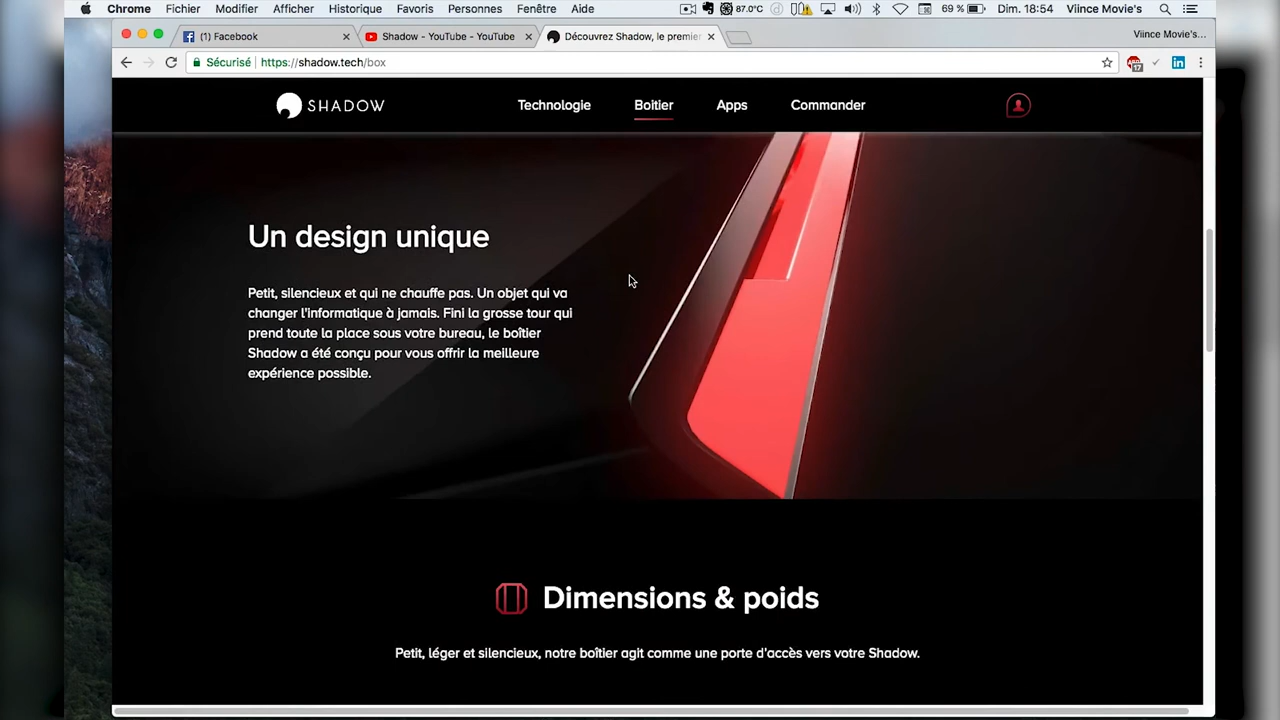 Chrome Fichier Modifier Afficher Historique Favoris Personnes Fenêtre Aide 87.0°C 69 % Dim. 18:54 Viince Movie's
(1) Facebook Shadow - YouTube - YouTube Découvrez Shadow, le premier Viince Movie's...
Sécurisé https://shadow.tech/box 17
SHADOW Technologie Boitier Apps Commander
Un design unique
Petit, silencieux et qui ne chauffe pas. Un objet qui va
changer l'informatique à jamais. Fini la grosse tour qui
prend toute la place sous votre bureau, le boîtier
Shadow a été conçu pour vous offrir la meilleure
expérience possible.
Dimensions & poids
Petit, léger et silencieux, notre boîtier agit comme une porte d'accès vers votre Shadow.